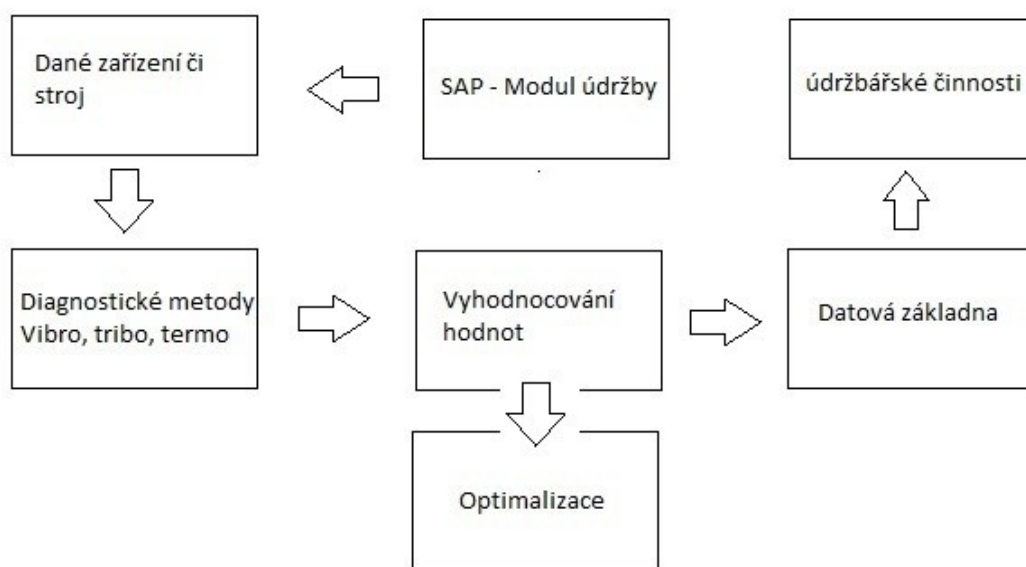 Dané zařízení či
stroj
SAP - Modul údržby
údržbářské činnosti
Diagnostické metody
Vibro, tribo, termo
Vyhodnocování
hodnot
Datová základna
Optimalizace